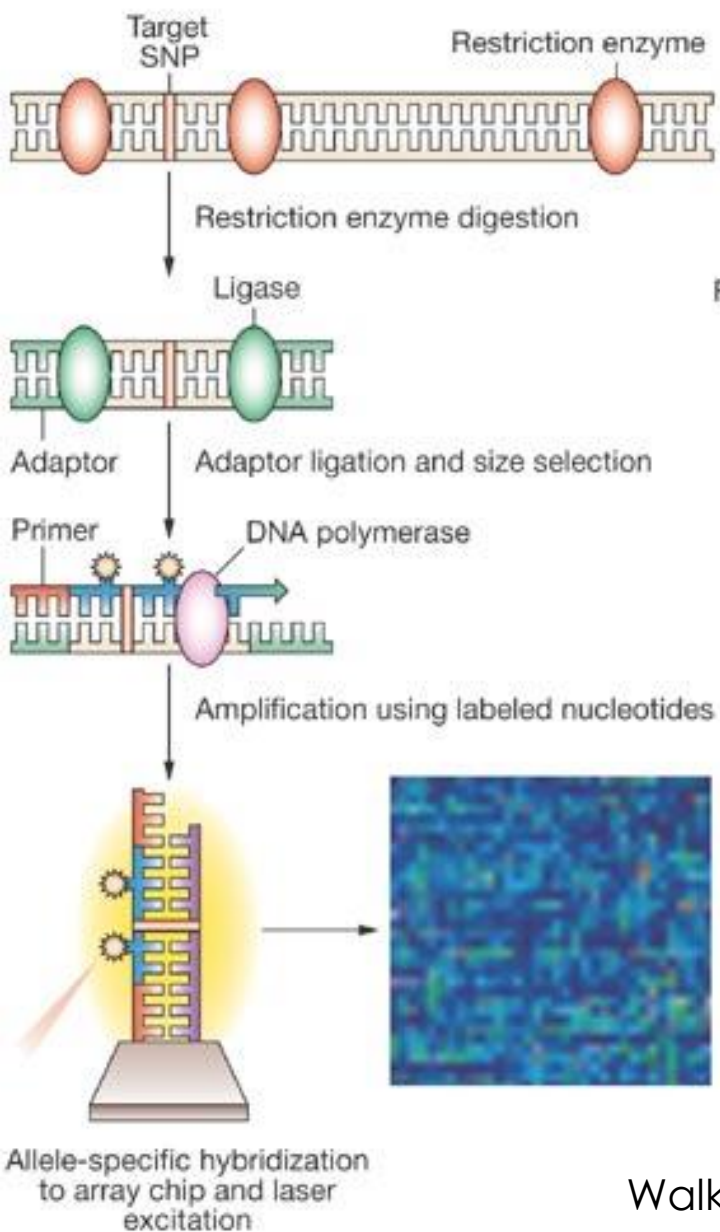 Target
SNP
Restriction enzyme
Restriction enzyme digestion
Ligase
Adaptor
Adaptor ligation and size selection
Primer
DNA polymerase
Amplification using labeled nucleotides
Allele-specific hybridization
to array chip and laser
excitation
Walk